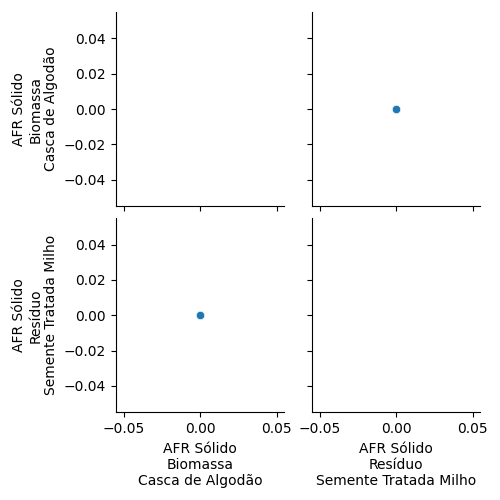 0.04
0.02
0.00
−0.02
−0.04
AFR Sólido
Biomassa
Casca de Algodão
0.04
0.02
0.00
−0.02
−0.04
AFR Sólido
Resíduo
Semente Tratada Milho
−0.05
0.00
0.05
AFR Sólido
Biomassa
Casca de Algodão
−0.05
0.00
0.05
AFR Sólido
Resíduo
Semente Tratada Milho